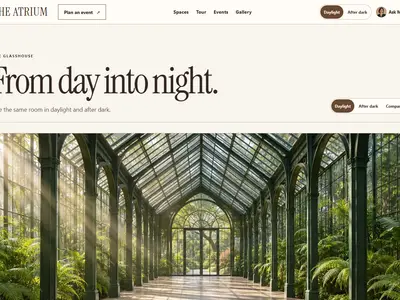 HE ATRIUM
Plan an event ↗
Spaces Tour Events Gallery
Daylight After dark
Ask
GLASSHOUSE
From day into night.
the same room in daylight and after dark.
Daylight After dark Compa